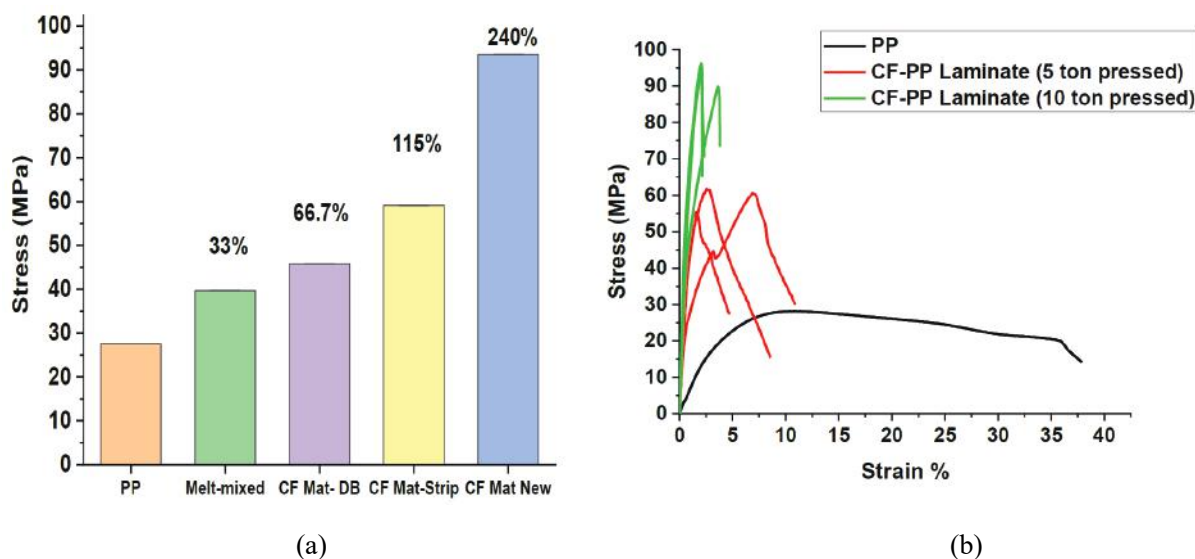 100
90
80
70
60
50
40
30
20
10
0
Stress (MPa)
33%
66.7%
115%
240%
PP
Melt-mixed
CF Mat- DB
CF Mat-Strip
CF Mat New
(a)
PP
CF-PP Laminate (5 ton pressed)
CF-PP Laminate (10 ton pressed)
100
90
80
70
60
50
40
30
20
10
0
Stress (MPa)
0 5 10 15 20 25 30 35 40
Strain %
(b)